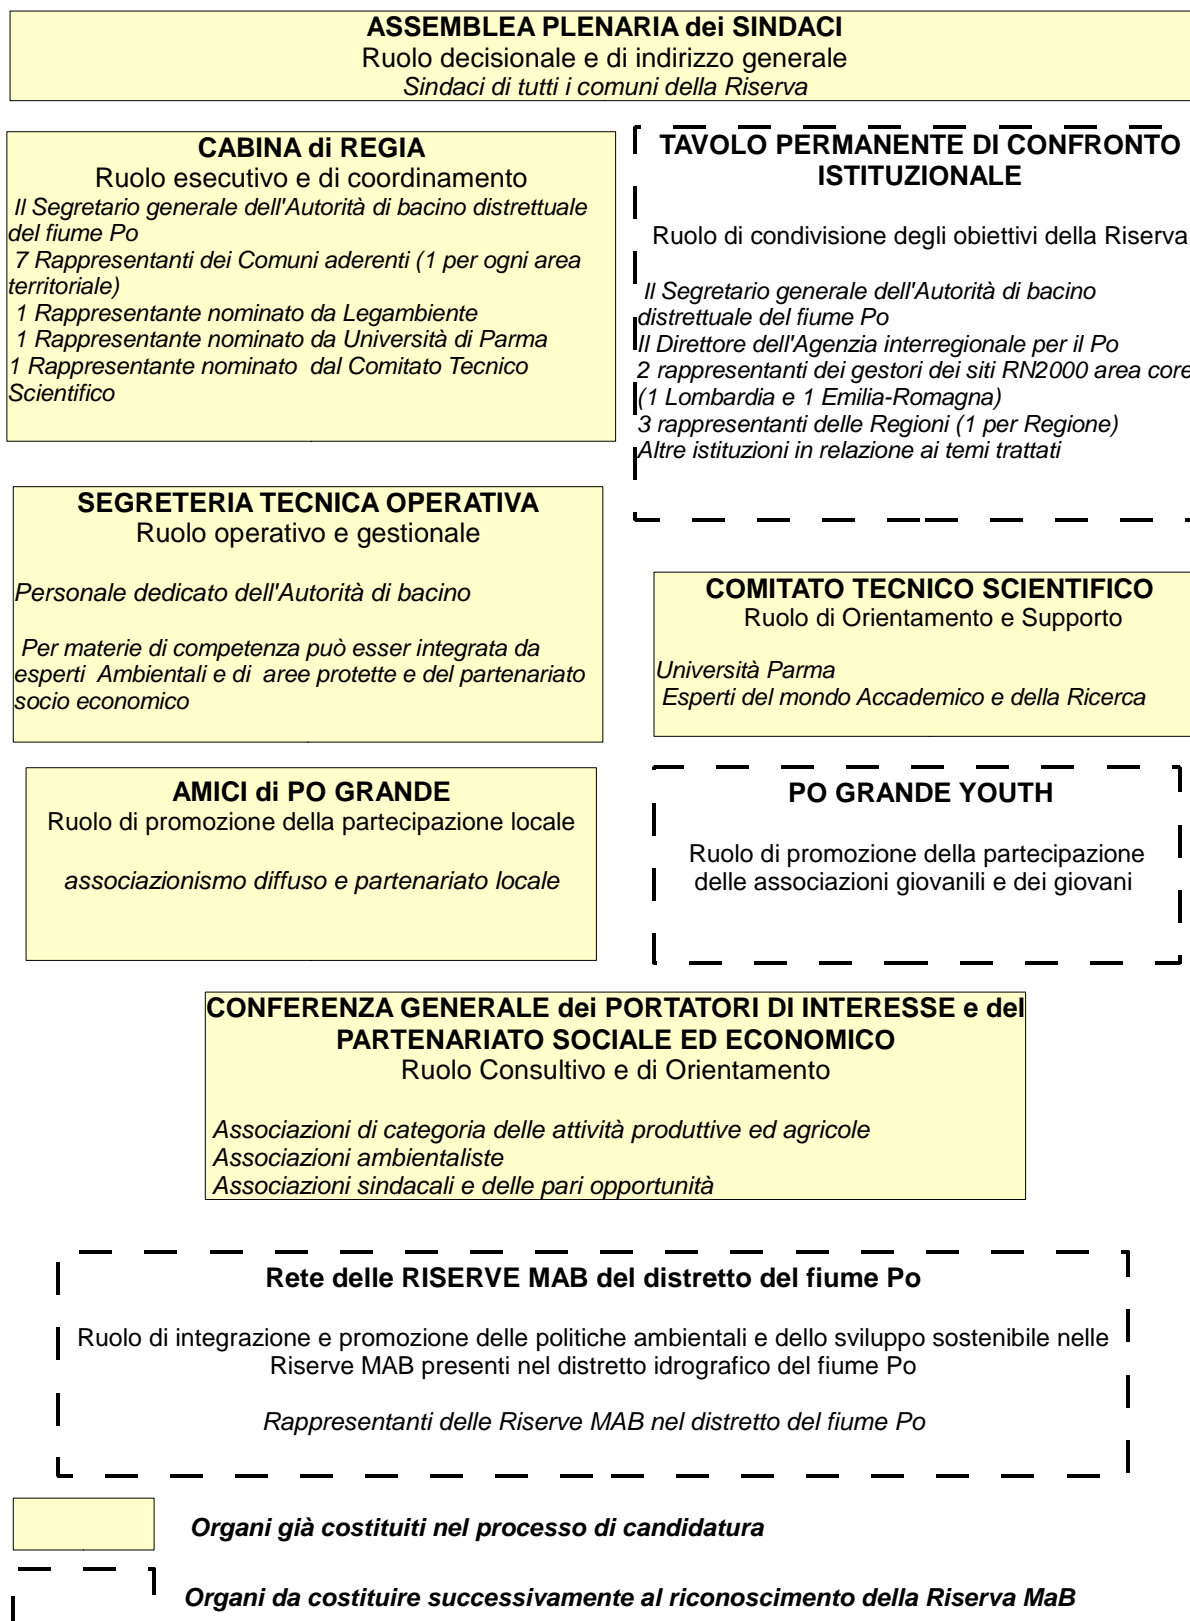 ASSEMBLEA PLENARIA dei SINDACI
Ruolo decisionale e di indirizzo generale
Sindaci di tutti i comuni della Riserva
CABINA di REGIA
Ruolo esecutivo e di coordinamento
Il Segretario generale dell'Autorità di bacino distrettuale
del fiume Po
7 Rappresentanti dei Comuni aderenti (1 per ogni area
territoriale)
1 Rappresentante nominato da Legambiente
1 Rappresentante nominato da Università di Parma
1 Rappresentante nominato dal Comitato Tecnico
Scientifico
TAVOLO PERMANENTE DI CONFRONTO
ISTITUZIONALE
Ruolo di condivisione degli obiettivi della Riserva
Il Segretario generale dell'Autorità di bacino
distrettuale del fiume Po
Il Direttore dell'Agenzia interregionale per il Po
2 rappresentanti dei gestori dei siti RN2000 area core
(1 Lombardia e 1 Emilia-Romagna)
3 rappresentanti delle Regioni (1 per Regione)
Altre istituzioni in relazione ai temi trattati
SEGRETERIA TECNICA OPERATIVA
Ruolo operativo e gestionale
Personale dedicato dell'Autorità di bacino
Per materie di competenza può esser integrata da
esperti Ambientali e di aree protette e del partenariato
socio economico
COMITATO TECNICO SCIENTIFICO
Ruolo di Orientamento e Supporto
Università Parma
Esperti del mondo Accademico e della Ricerca
AMICI di PO GRANDE
Ruolo di promozione della partecipazione locale
associazionismo diffuso e partenariato locale
PO GRANDE YOUTH
Ruolo di promozione della partecipazione
delle associazioni giovanili e dei giovani
CONFERENZA GENERALE dei PORTATORI DI INTERESSE e del
PARTENARIATO SOCIALE ED ECONOMICO
Ruolo Consultivo e di Orientamento
Associazioni di categoria delle attività produttive ed agricole
Associazioni ambientaliste
Associazioni sindacali e delle pari opportunità
Rete delle RISERVE MAB del distretto del fiume Po
Ruolo di integrazione e promozione delle politiche ambientali e dello sviluppo sostenibile nelle
Riserve MAB presenti nel distretto idrografico del fiume Po
Rappresentanti delle Riserve MAB nel distretto del fiume Po
Organi già costituiti nel processo di candidatura
Organi da costituire successivamente al riconoscimento della Riserva MaB